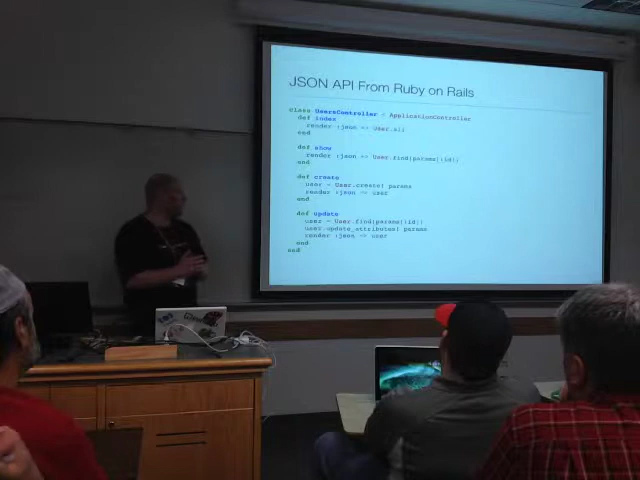 JSON API From Ruby on Rails
class UsersController < ApplicationController
def index
render :json => User.all
end
def show
render :json => User.find(params[:id])
end
def create
user = User.create! params
render :json => user
end
def update
user = User.find(params[:id])
user.update_attributes! params
render :json => user
end
end